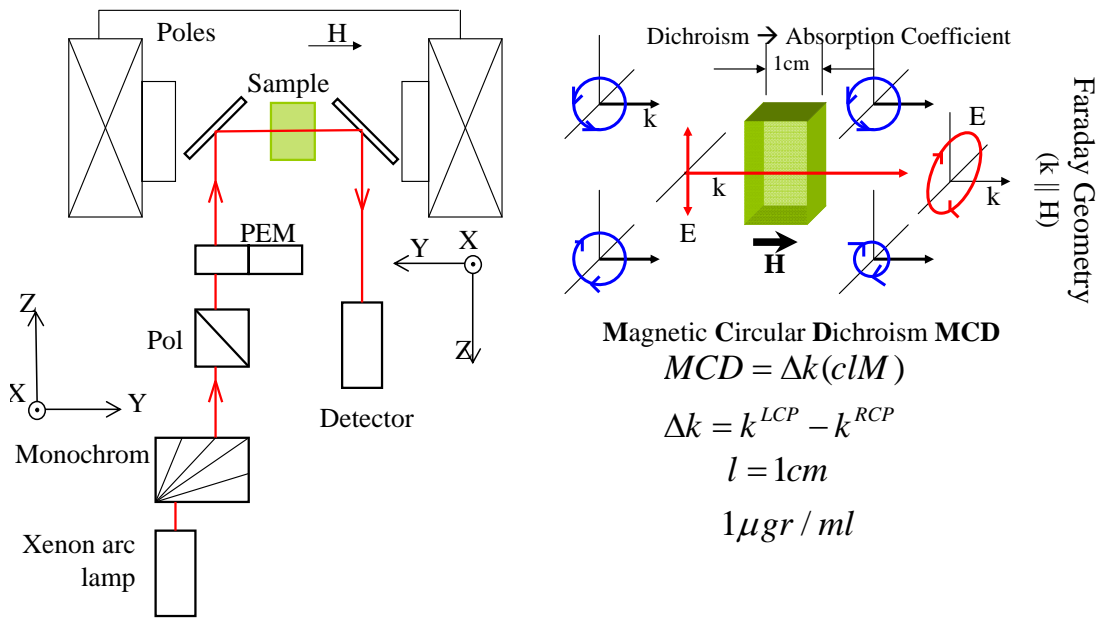 Poles
H
Sample
PEM
Y
X
Z
Pol
Z
X
Y
Detector
Monochrom
Xenon arc
lamp
Dichroism → Absorption Coefficient
1cm
k
k
E
k
k
E
H
Faraday Geometry
(k || H)
Magnetic Circular Dichroism MCD
MCD = Δk(clM)
Δk = k^LCP − k^RCP
l = 1cm
1μgr / ml